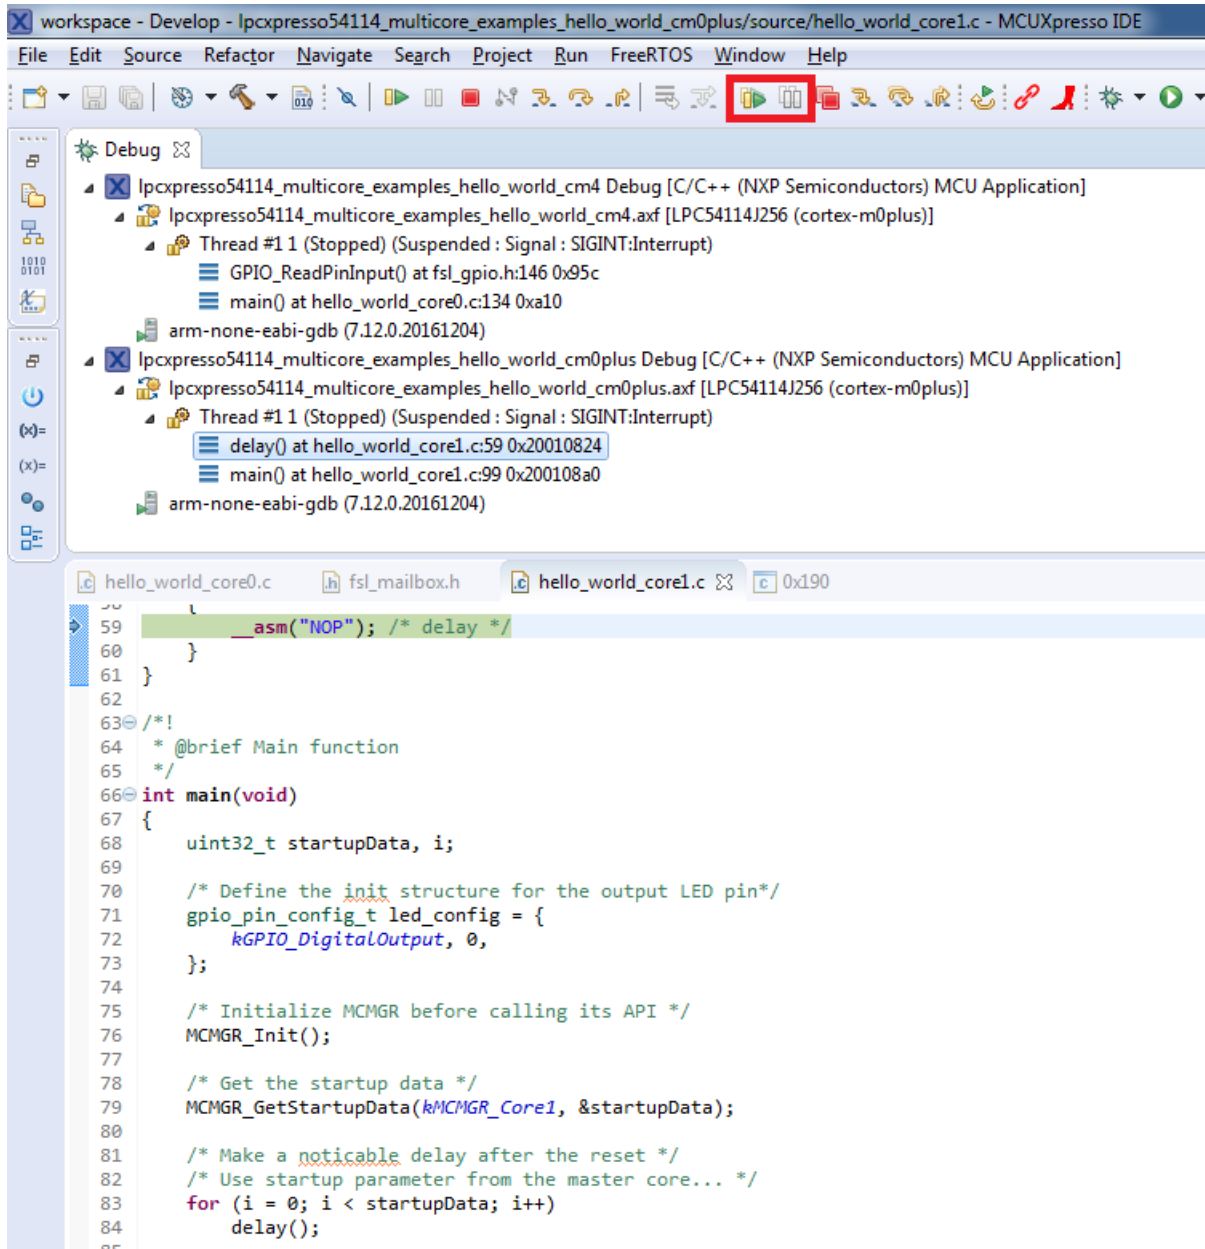 workspace - Develop - lpcxpresso54114_multicore_examples_hello_world_cm0plus/source/hello_world_core1.c - MCUXpresso IDE
File Edit Source Refactor Navigate Search Project Run FreeRTOS Window Help
Debug
lpcxpresso54114_multicore_examples_hello_world_cm4 Debug [C/C++ (NXP Semiconductors) MCU Application]
lpcxpresso54114_multicore_examples_hello_world_cm4.axf [LPC54114J256 (cortex-m0plus)]
Thread #1 1 (Stopped) (Suspended : Signal : SIGINT:Interrupt)
GPIO_ReadPinInput() at fsl_gpio.h:146 0x95c
main() at hello_world_core0.c:134 0xa10
arm-none-eabi-gdb (7.12.0.20161204)
lpcxpresso54114_multicore_examples_hello_world_cm0plus Debug [C/C++ (NXP Semiconductors) MCU Application]
lpcxpresso54114_multicore_examples_hello_world_cm0plus.axf [LPC54114J256 (cortex-m0plus)]
Thread #1 1 (Stopped) (Suspended : Signal : SIGINT:Interrupt)
delay() at hello_world_core1.c:59 0x20010824
main() at hello_world_core1.c:99 0x200108a0
arm-none-eabi-gdb (7.12.0.20161204)
hello_world_core0.c fsl_mailbox.h hello_world_core1.c 0x190
{
59 __asm("NOP"); /* delay */
60 }
61 }
62
63 /*!
64 * @brief Main function
65 */
66 int main(void)
67 {
68 uint32_t startupData, i;
69
70 /* Define the init structure for the output LED pin*/
71 gpio_pin_config_t led_config = {
72 kGPIO_DigitalOutput, 0,
73 };
74
75 /* Initialize MCMGR before calling its API */
76 MCMGR_Init();
77
78 /* Get the startup data */
79 MCMGR_GetStartupData(kMCMGR_Core1, &startupData);
80
81 /* Make a noticable delay after the reset */
82 /* Use startup parameter from the master core... */
83 for (i = 0; i < startupData; i++)
84 delay();